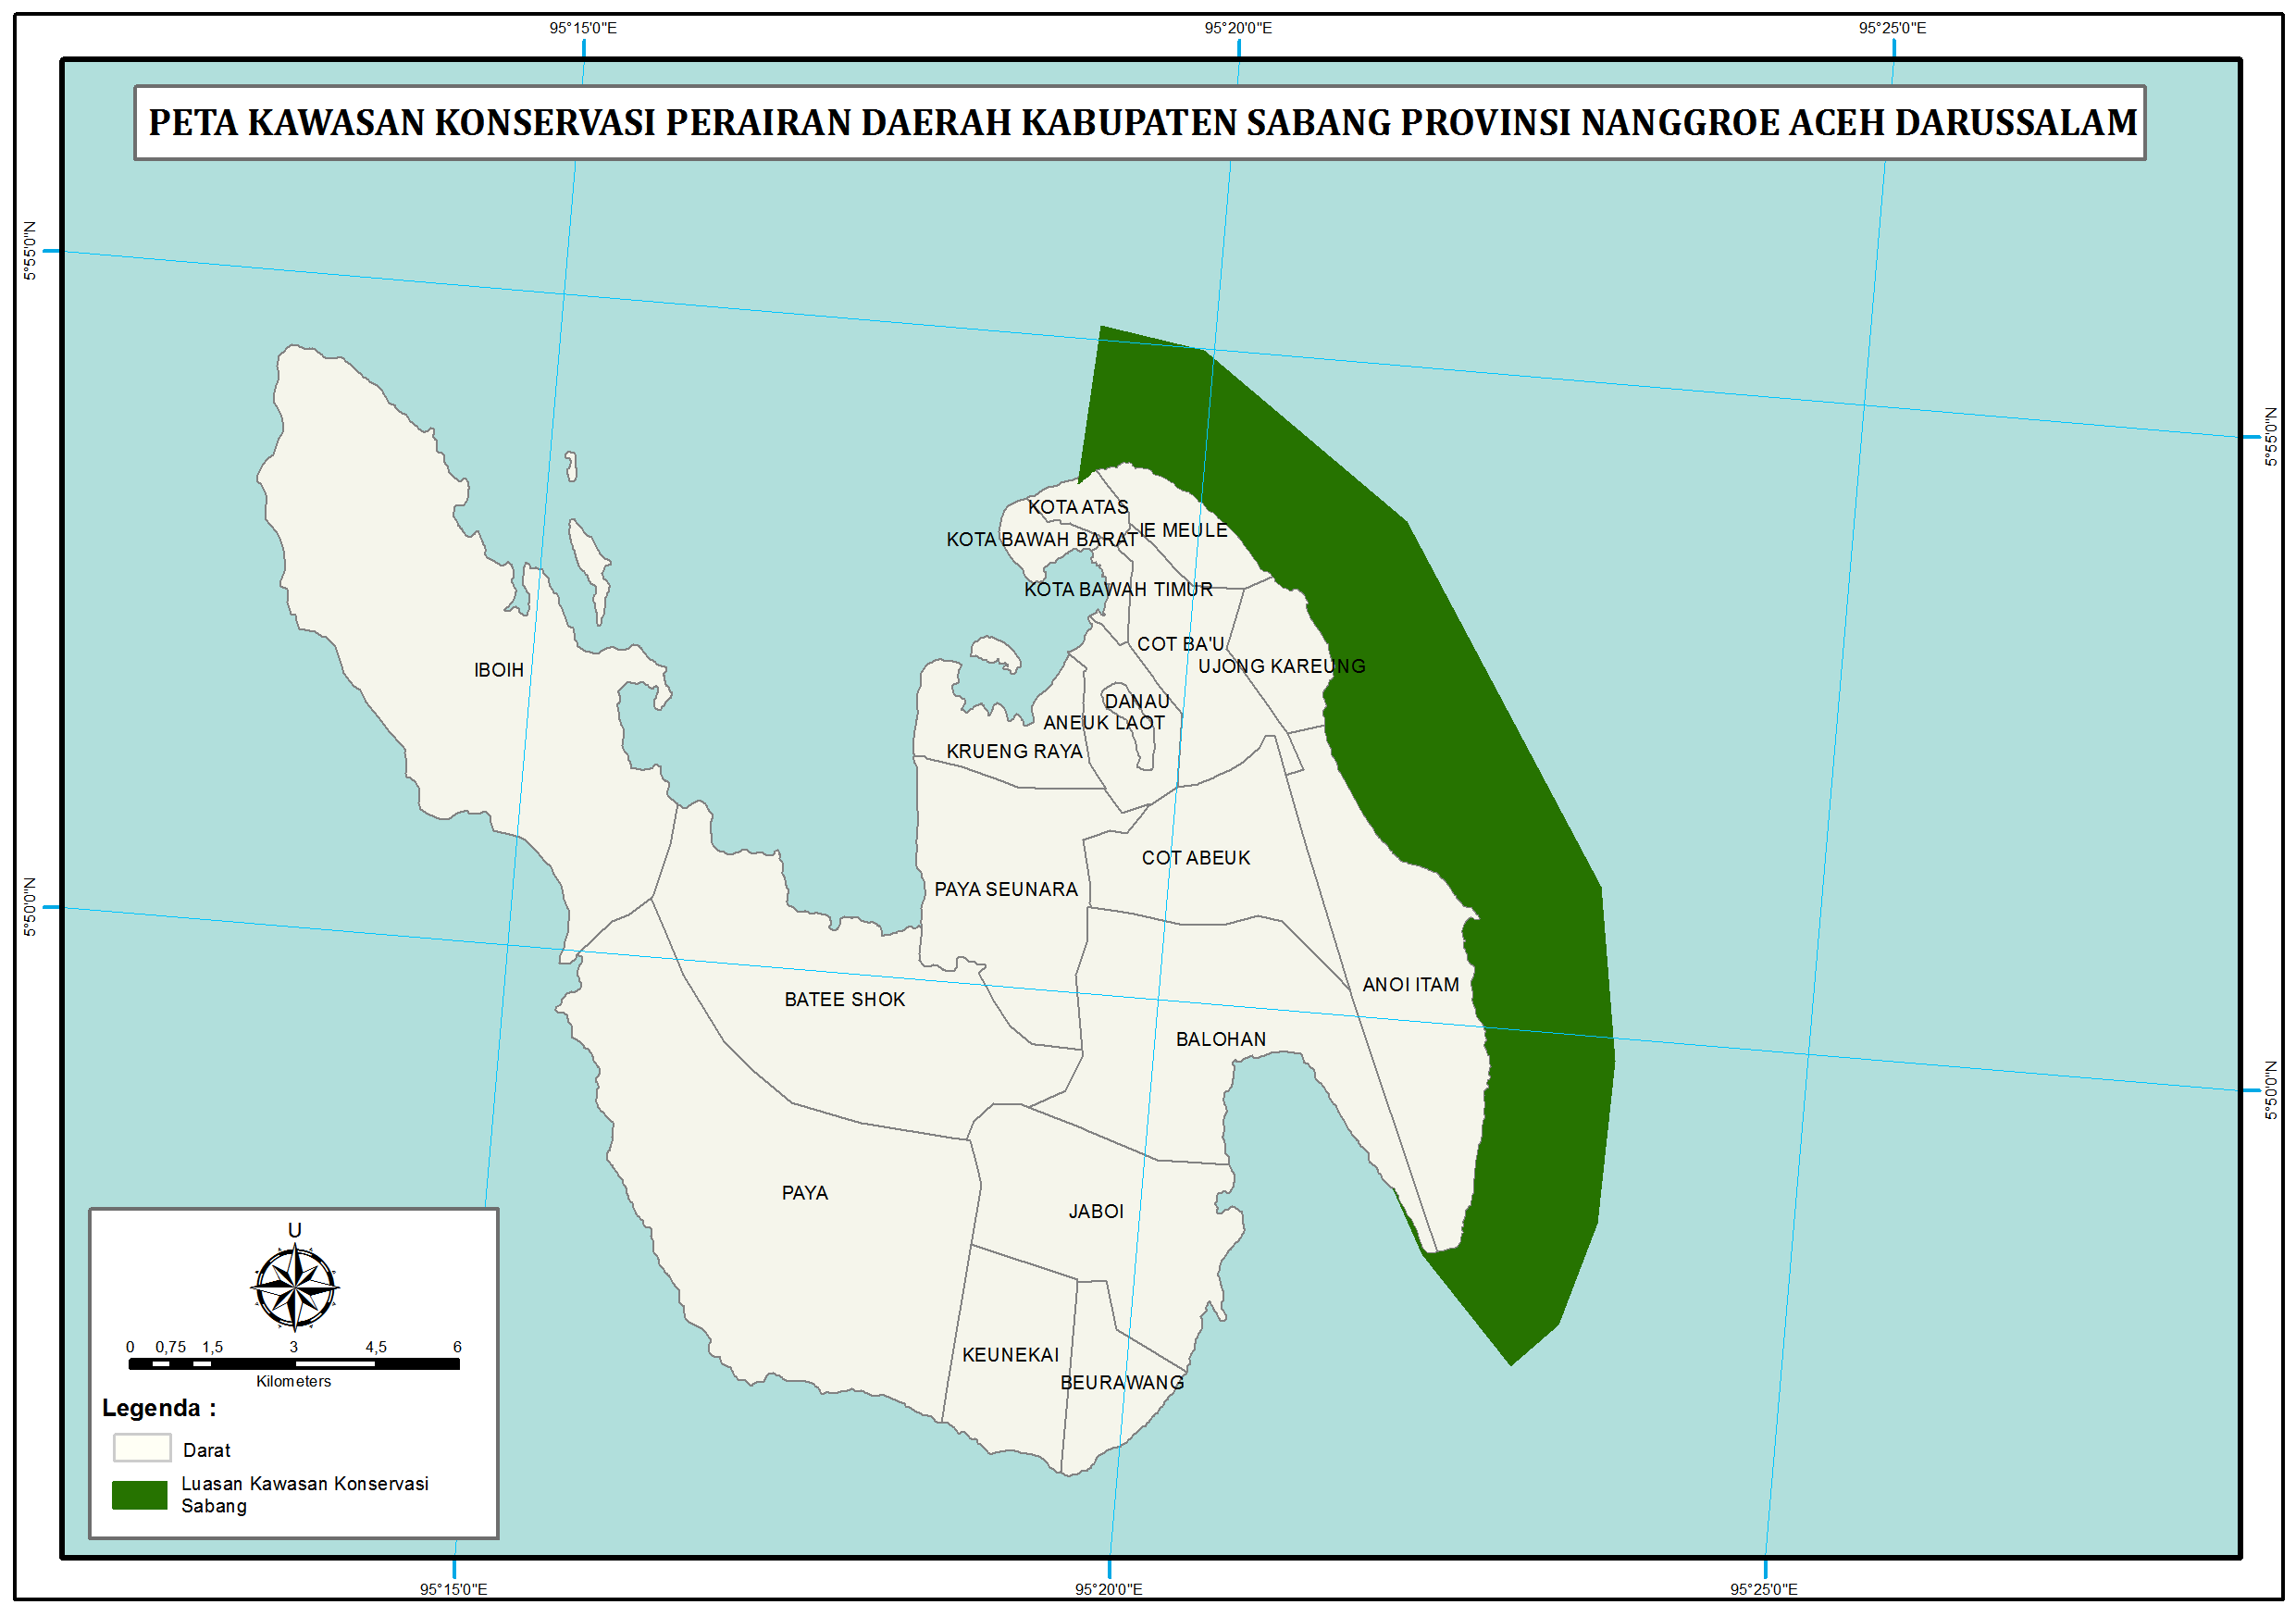 95°15'0"E
95°20'0"E
95°25'0"E
PETA KAWASAN KONSERVASI PERAIRAN DAERAH KABUPATEN SABANG PROVINSI NANGGROE ACEH DARUSSALAM
5°55'0"N
5°55'0"N
KOTA ATAS
IE MEULE
KOTA BAWAH BARAT
KOTA BAWAH TIMUR
COT BA'U
UJONG KAREUNG
IBOIH
DANAU
ANEUK LAOT
KRUENG RAYA
COT ABEUK
PAYA SEUNARA
5°50'0"N
ANOI ITAM
BATEE SHOK
BALOHAN
5°50'0"N
PAYA
JABOI
KEUNEKAI
BEURAWANG
U
0 0,75 1,5 3 4,5 6
Kilometers
Legenda :
Darat
Luasan Kawasan Konservasi
Sabang
95°15'0"E
95°20'0"E
95°25'0"E